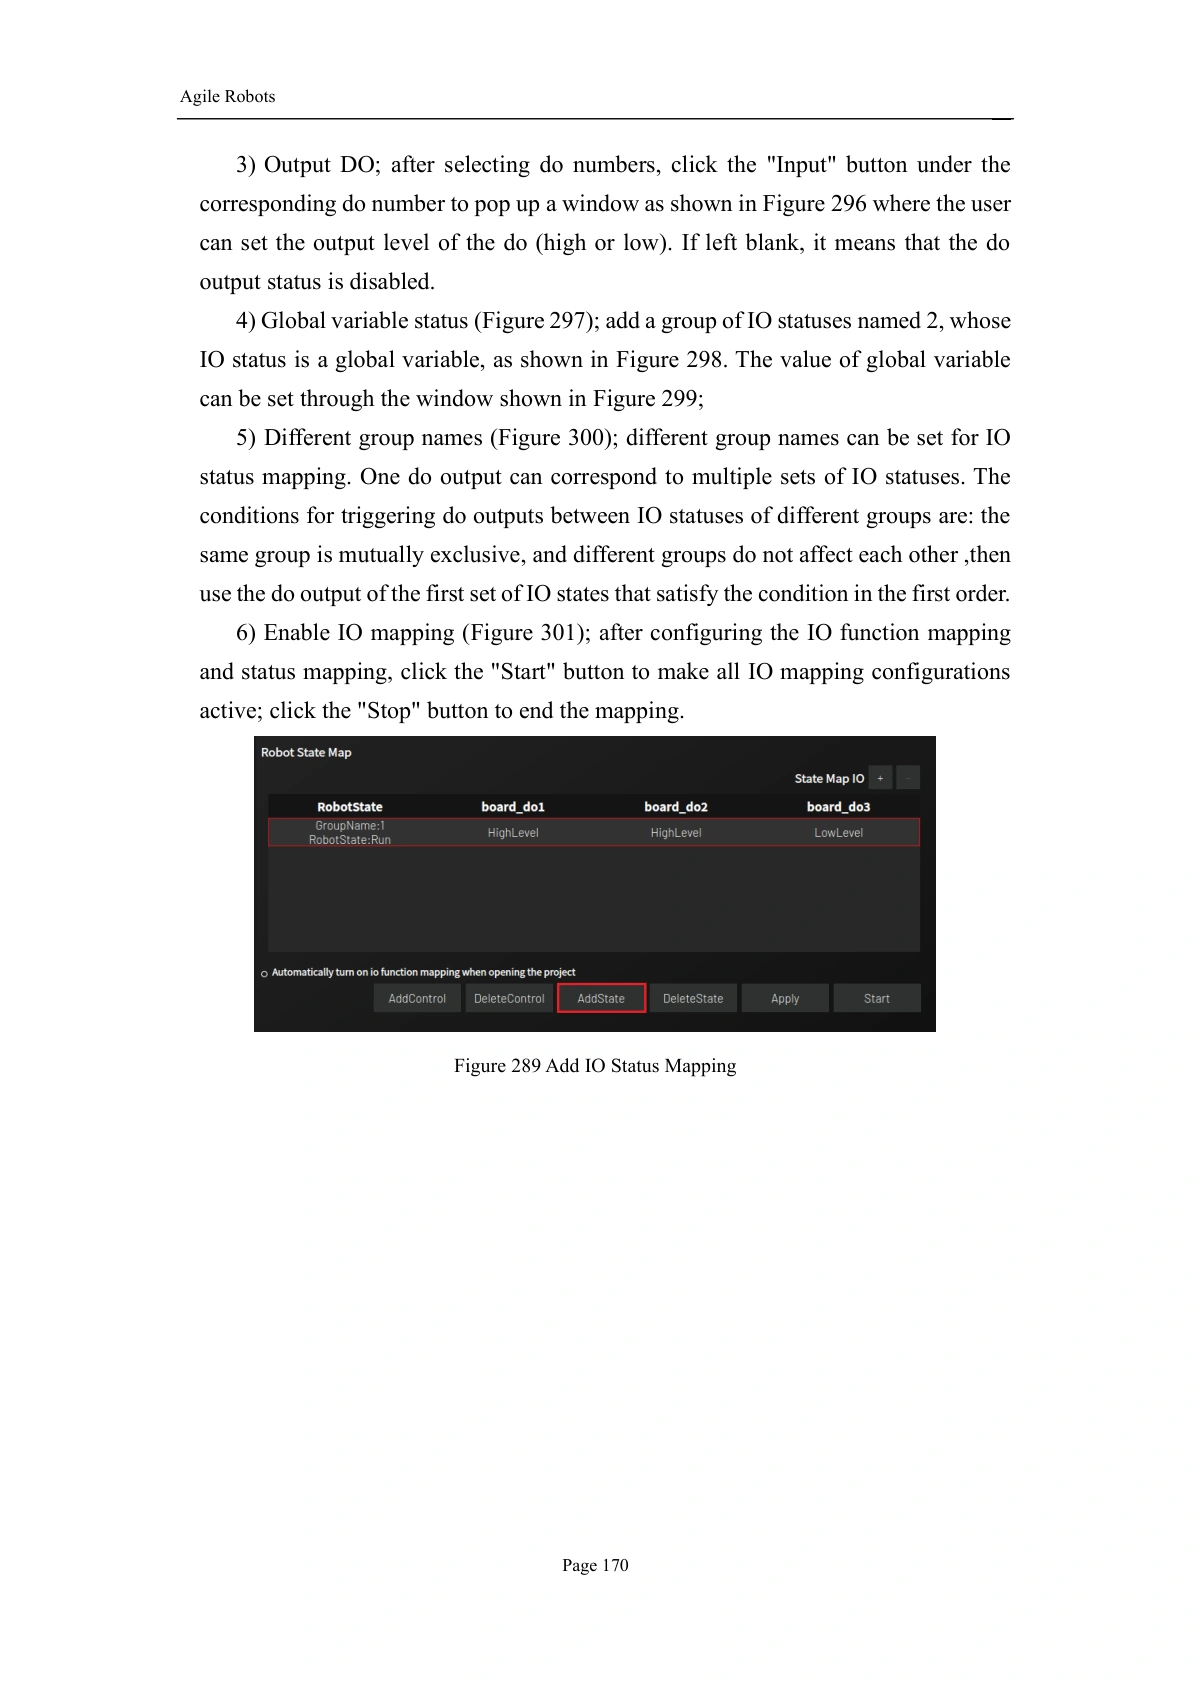 Agile Robots
3) Output DO; after selecting do numbers, click the "Input" button under the
corresponding do number to pop up a window as shown in Figure 296 where the user
can set the output level of the do (high or low). If left blank, it means that the do
output status is disabled.
4) Global variable status (Figure 297); add a group of IO statuses named 2, whose
IO status is a global variable, as shown in Figure 298. The value of global variable
can be set through the window shown in Figure 299;
5) Different group names (Figure 300); different group names can be set for IO
status mapping. One do output can correspond to multiple sets of IO statuses. The
conditions for triggering do outputs between IO statuses of different groups are: the
same group is mutually exclusive, and different groups do not affect each other ,then
use the do output of the first set of IO states that satisfy the condition in the first order.
6) Enable IO mapping (Figure 301); after configuring the IO function mapping
and status mapping, click the "Start" button to make all IO mapping configurations
active; click the "Stop" button to end the mapping.
Robot State Map
State Map IO + -
RobotState board_do1 board_do2 board_do3
GroupName:1
RobotState:Run HighLevel HighLevel LowLevel
Automatically turn on io function mapping when opening the project
AddControl DeleteControl AddState DeleteState Apply Start
Figure 289 Add IO Status Mapping
Page 170